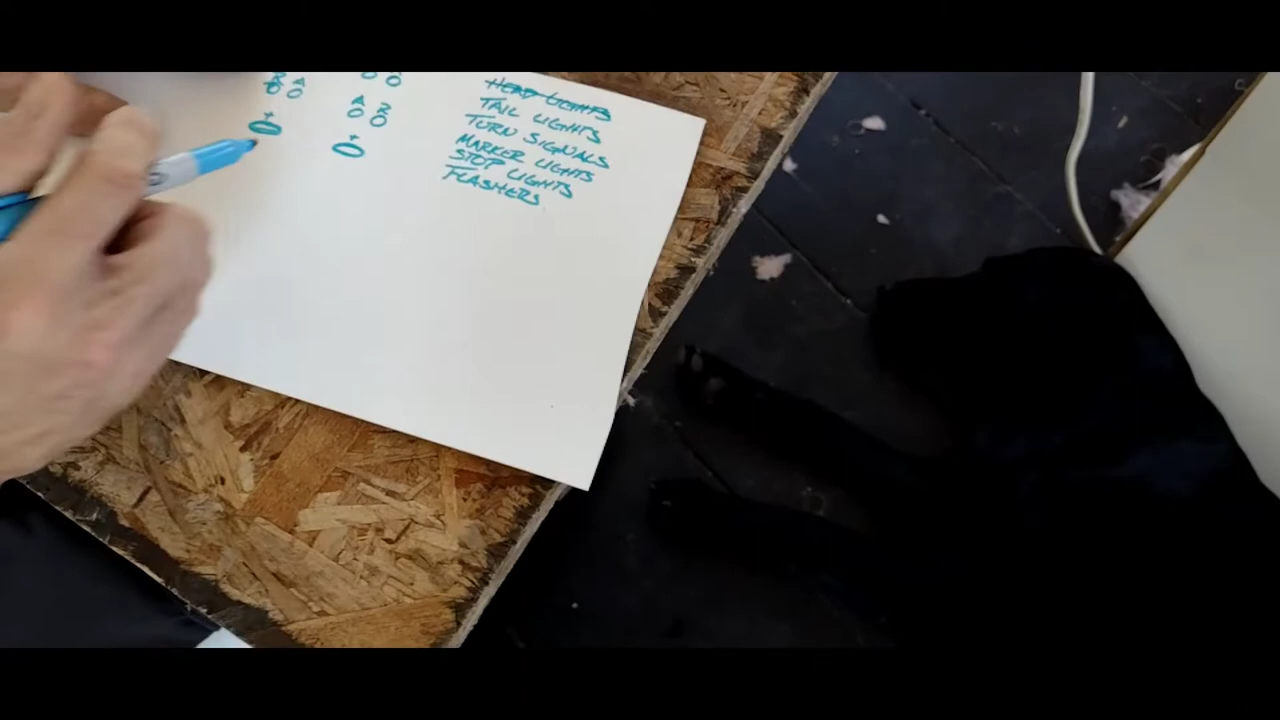 HEAD LIGHTS
TAIL LIGHTS
TURN SIGNALS
MARKER LIGHTS
STOP LIGHTS
FLASHERS